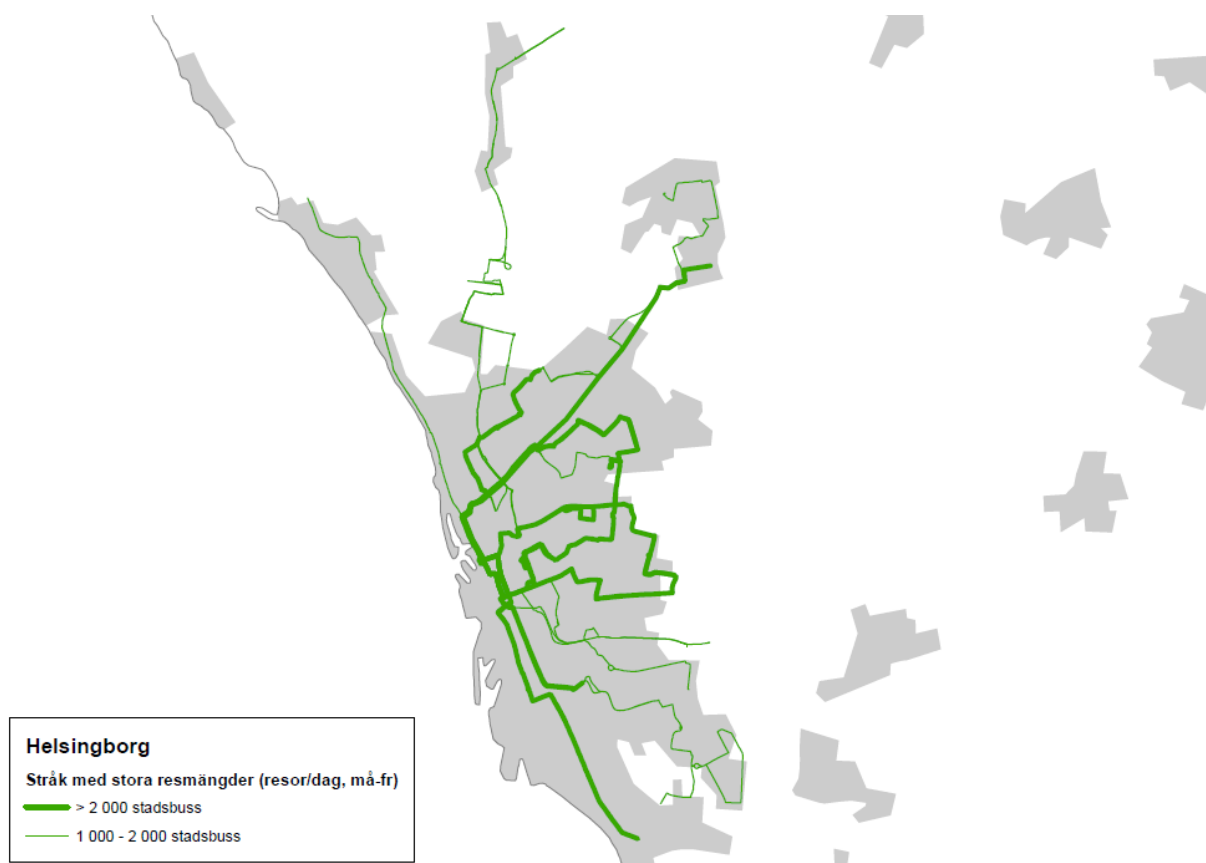 Helsingborg
Stråk med stora resmängder (resor/dag, må-fr)
> 2 000 stadsbuss
1 000 - 2 000 stadsbuss